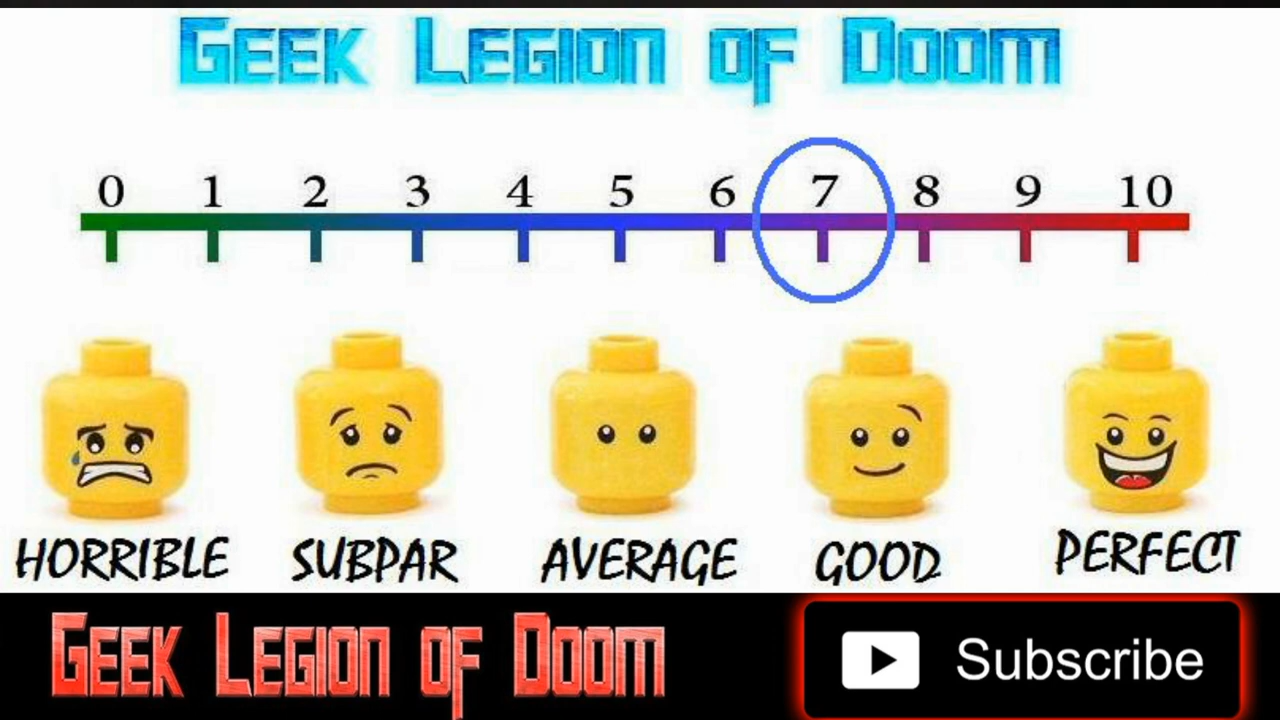 GEEK LEGION OF DOOM
0 1 2 3 4 5 6 7 8 9 10
HORRIBLE SUBPAR AVERAGE GOOD PERFECT
GEEK LEGION OF DOOM
Subscribe